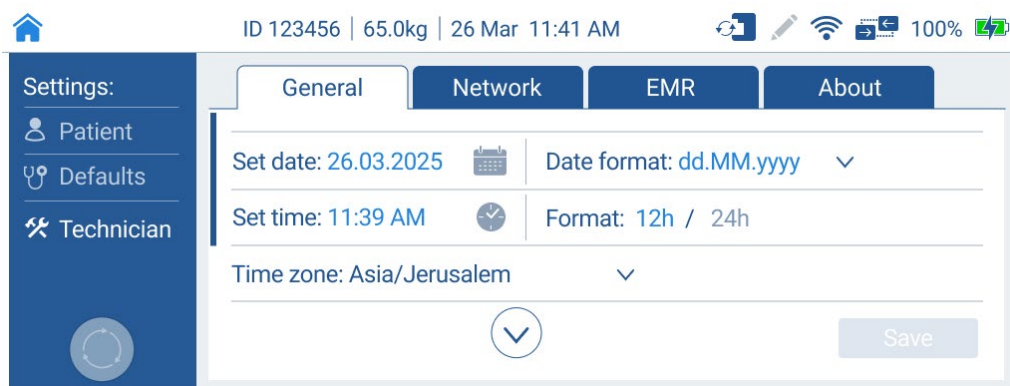 ID 123456 | 65.0kg | 26 Mar 11:41 AM 100%
Settings:
Patient
Defaults
Technician
General Network EMR About
Set date: 26.03.2025 Date format: dd.MM.yyyy
Set time: 11:39 AM Format: 12h / 24h
Time zone: Asia/Jerusalem
Save